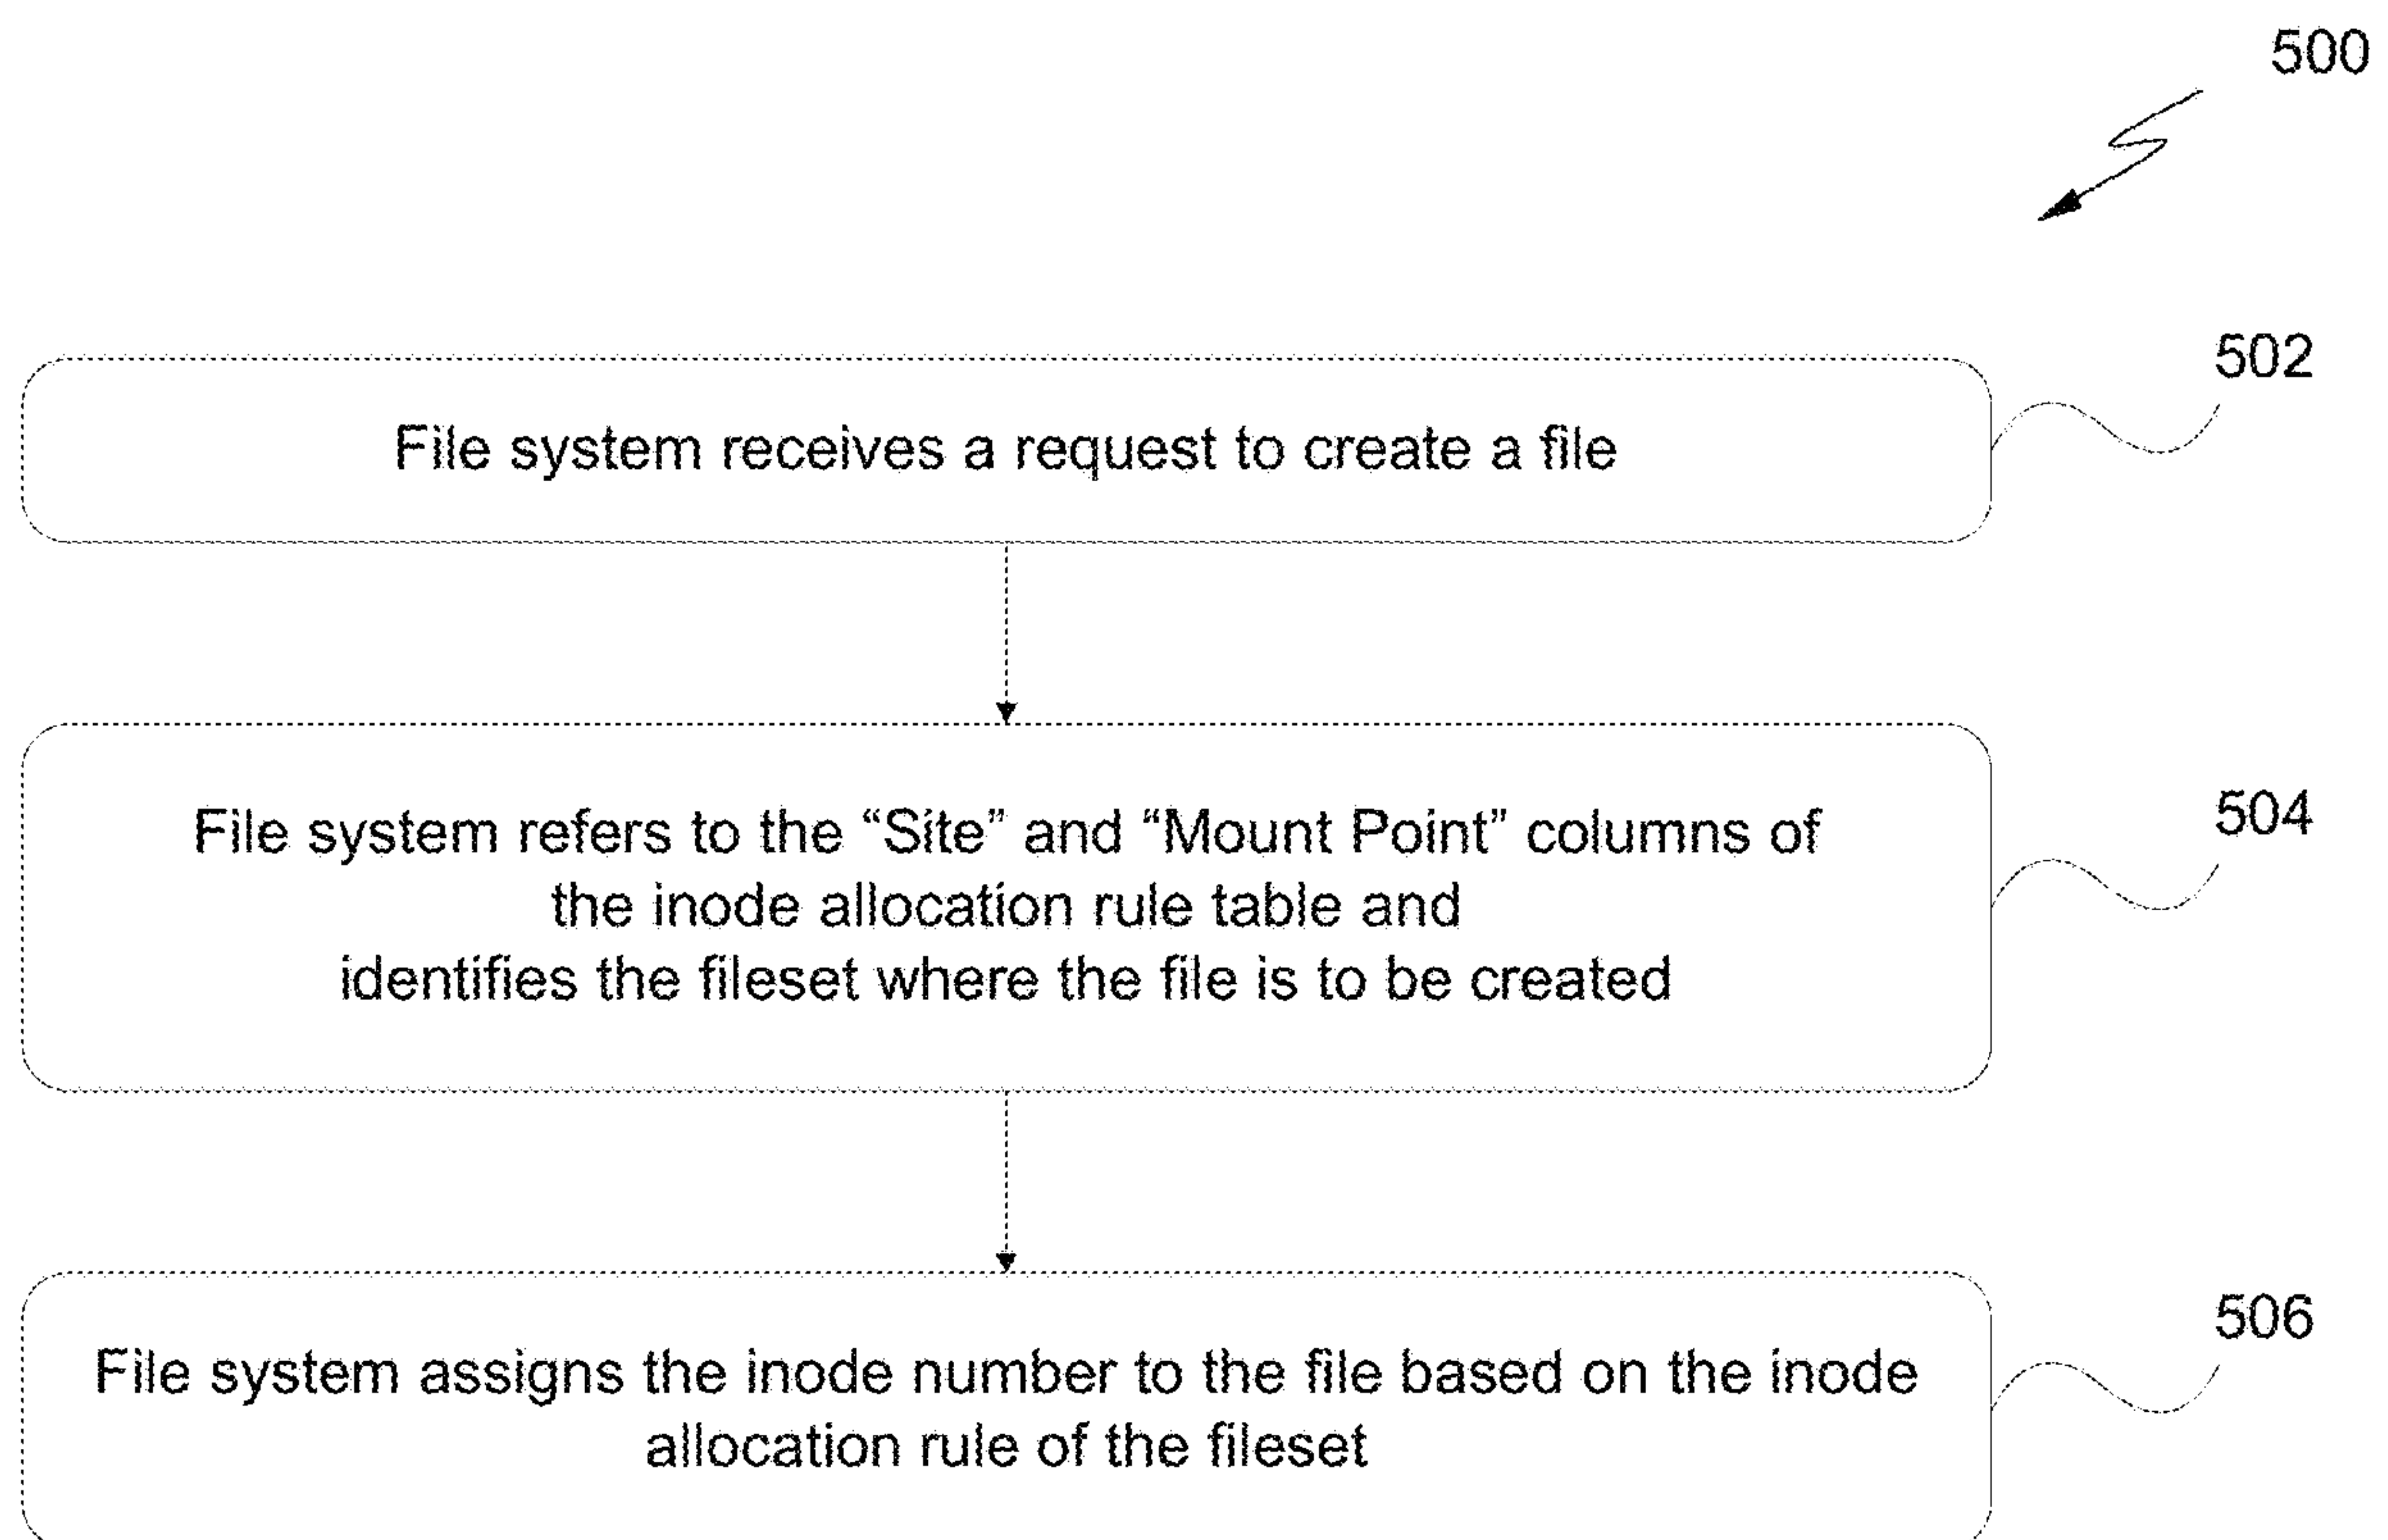 500
502
File system receives a request to create a file
504
File system refers to the “Site” and “Mount Point” columns of
the inode allocation rule table and
identifies the fileset where the file is to be created
506
File system assigns the inode number to the file based on the inode
allocation rule of the fileset